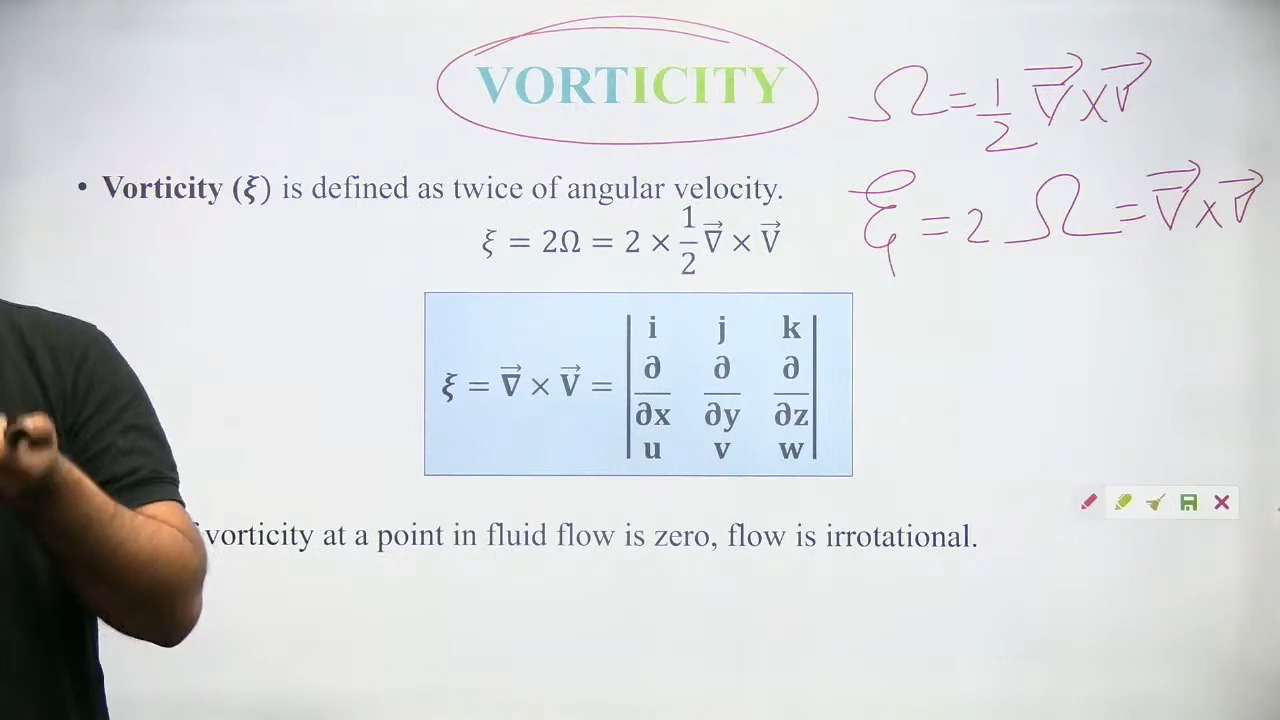 VORTICITY
Ω = 1/2 ∇⃗ × V⃗
• Vorticity (ξ) is defined as twice of angular velocity.
ξ = 2Ω = ∇⃗ × V⃗
ξ = 2Ω = 2 × 1/2 ∇⃗ × V⃗
ξ = ∇⃗ × V⃗ = | i j k |
| ∂/∂x ∂/∂y ∂/∂z |
| u v w |
vorticity at a point in fluid flow is zero, flow is irrotational.